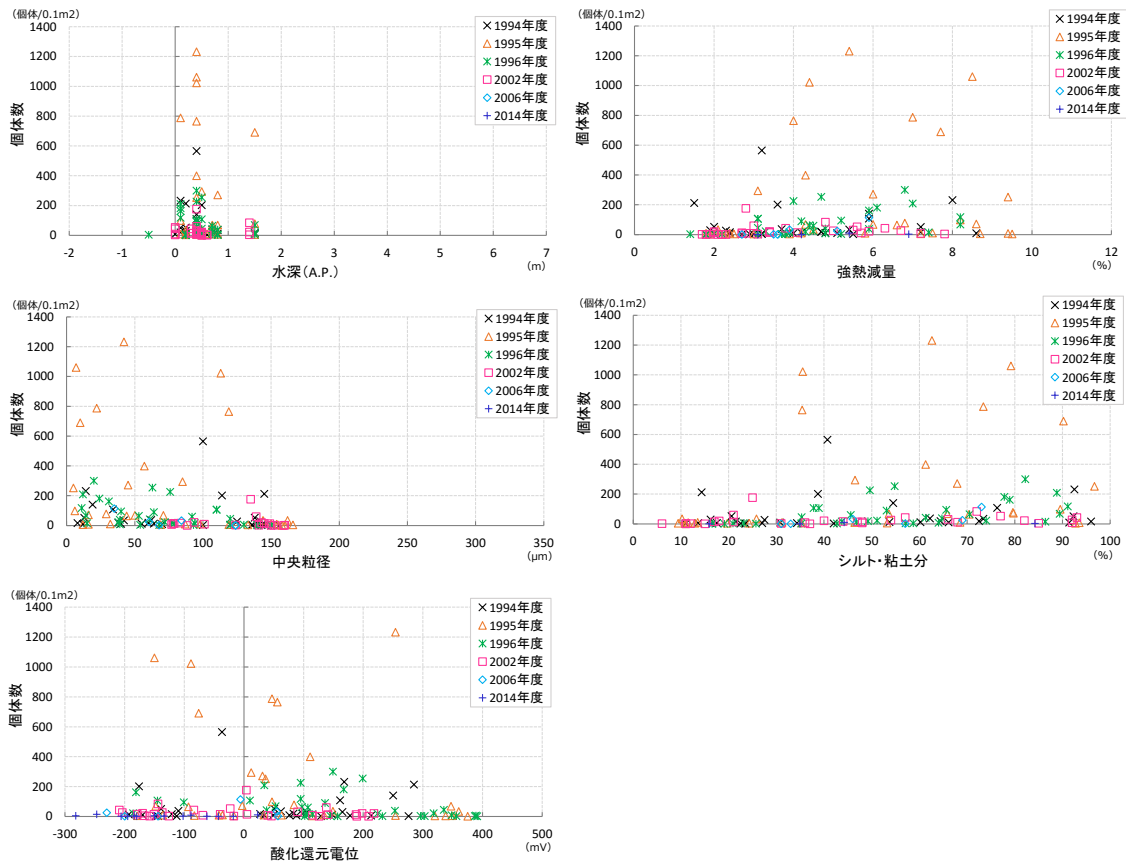 (個体/0.1m2)
1400
1200
1000
800
600
400
200
0
個体数
-2 -1 0 1 2 3 4 5 6
水深(A.P.)
(m)
×1994年度
△1995年度
1996年度
□2002年度
◇2006年度
+2014年度
(個体/0.1m2)
1400
1200
1000
800
600
400
200
0
個体数
0 2 4 6 8 10 12
強熱減量
(%)
×1994年度
△1995年度
1996年度
□2002年度
◇2006年度
+2014年度
(個体/0.1m2)
1400
1200
1000
800
600
400
200
0
個体数
0 50 100 150 200 250 300 350
中央粒径
(μm)
×1994年度
△1995年度
1996年度
□2002年度
◇2006年度
+2014年度
(個体/0.1m2)
1400
1200
1000
800
600
400
200
0
個体数
0 10 20 30 40 50 60 70 80 90 100
シルト・粘土分
(%)
×1994年度
△1995年度
1996年度
□2002年度
◇2006年度
+2014年度
(個体/0.1m2)
1400
1200
1000
800
600
400
200
0
個体数
-300 -200 -100 0 100 200 300 400 500
酸化還元電位
(mV)
×1994年度
△1995年度
1996年度
□2002年度
◇2006年度
+2014年度